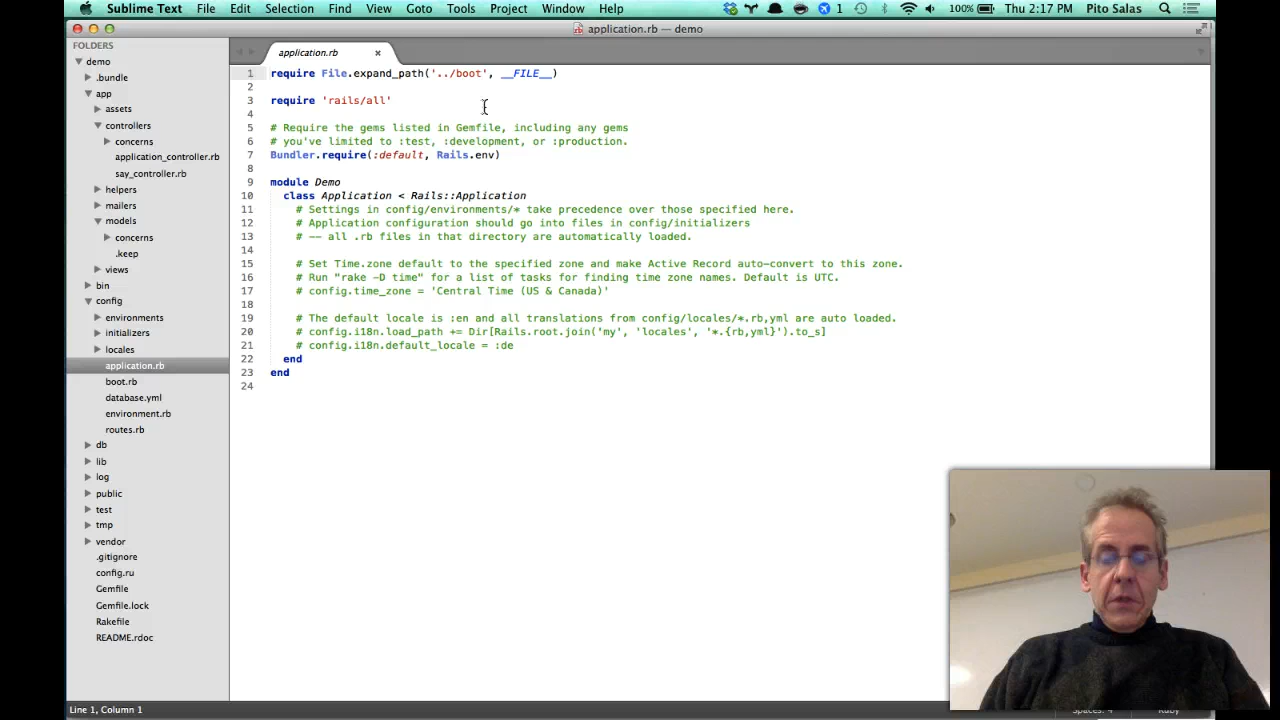 Sublime Text File Edit Selection Find View Goto Tools Project Window Help 1 100% Thu 2:17 PM Pito Salas
application.rb — demo
FOLDERS
application.rb
demo
.bundle
app
assets
controllers
concerns
application_controller.rb
say_controller.rb
helpers
mailers
models
concerns
.keep
views
bin
config
environments
initializers
locales
application.rb
boot.rb
database.yml
environment.rb
routes.rb
db
lib
log
public
test
tmp
vendor
.gitignore
config.ru
Gemfile
Gemfile.lock
Rakefile
README.rdoc
1 require File.expand_path('../boot', __FILE__)
2
3 require 'rails/all'
4
5 # Require the gems listed in Gemfile, including any gems
6 # you've limited to :test, :development, or :production.
7 Bundler.require(:default, Rails.env)
8
9 module Demo
10 class Application < Rails::Application
11 # Settings in config/environments/* take precedence over those specified here.
12 # Application configuration should go into files in config/initializers
13 # -- all .rb files in that directory are automatically loaded.
14
15 # Set Time.zone default to the specified zone and make Active Record auto-convert to this zone.
16 # Run "rake -D time" for a list of tasks for finding time zone names. Default is UTC.
17 # config.time_zone = 'Central Time (US & Canada)'
18
19 # The default locale is :en and all translations from config/locales/*.rb,yml are auto loaded.
20 # config.i18n.load_path += Dir[Rails.root.join('my', 'locales', '*.{rb,yml}').to_s]
21 # config.i18n.default_locale = :de
22 end
23 end
24
Line 1, Column 1